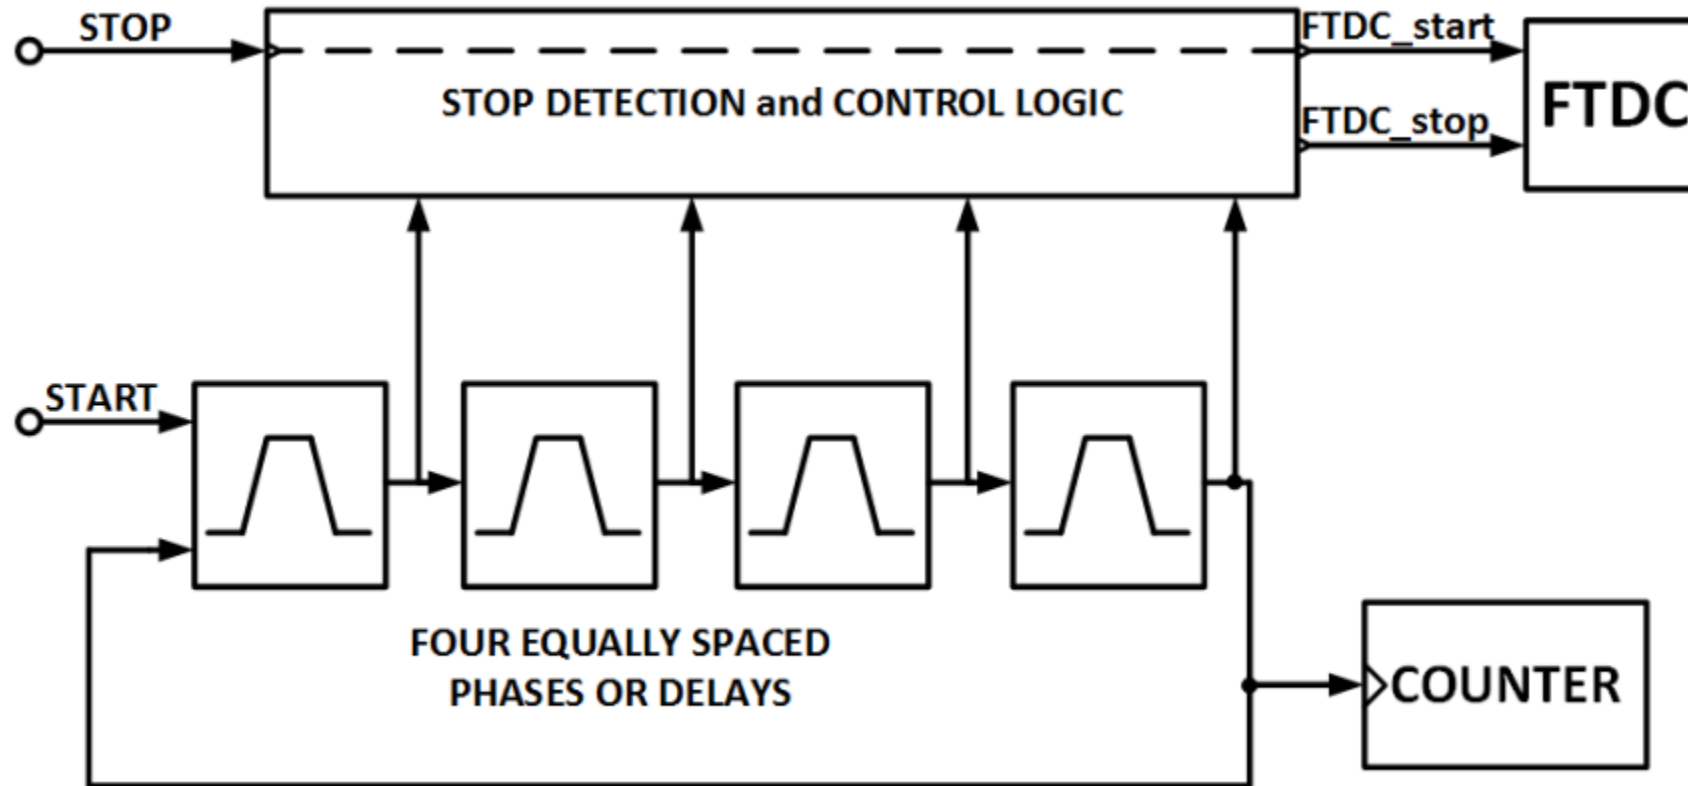 STOP
FTDC_start
STOP DETECTION and CONTROL LOGIC
FTDC
FTDC_stop
START
FOUR EQUALLY SPACED
PHASES OR DELAYS
COUNTER